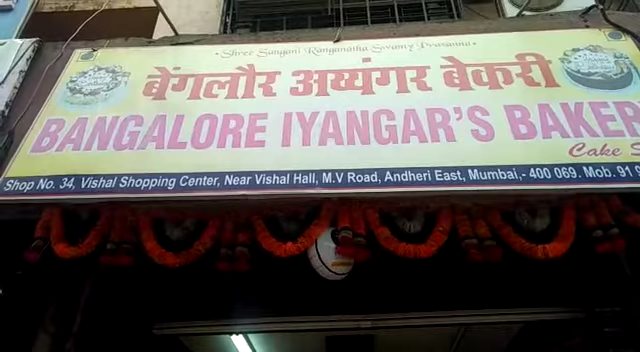 Shree Sangani Ranganatha Swamy Prasanna
बेंगलौर अय्यंगर बेकरी
BANGALORE IYANGAR'S BAKER
Cake S
Shop No. 34, Vishal Shopping Center, Near Vishal Hall, M.V Road, Andheri East, Mumbai,- 400 069. Mob. 91 9